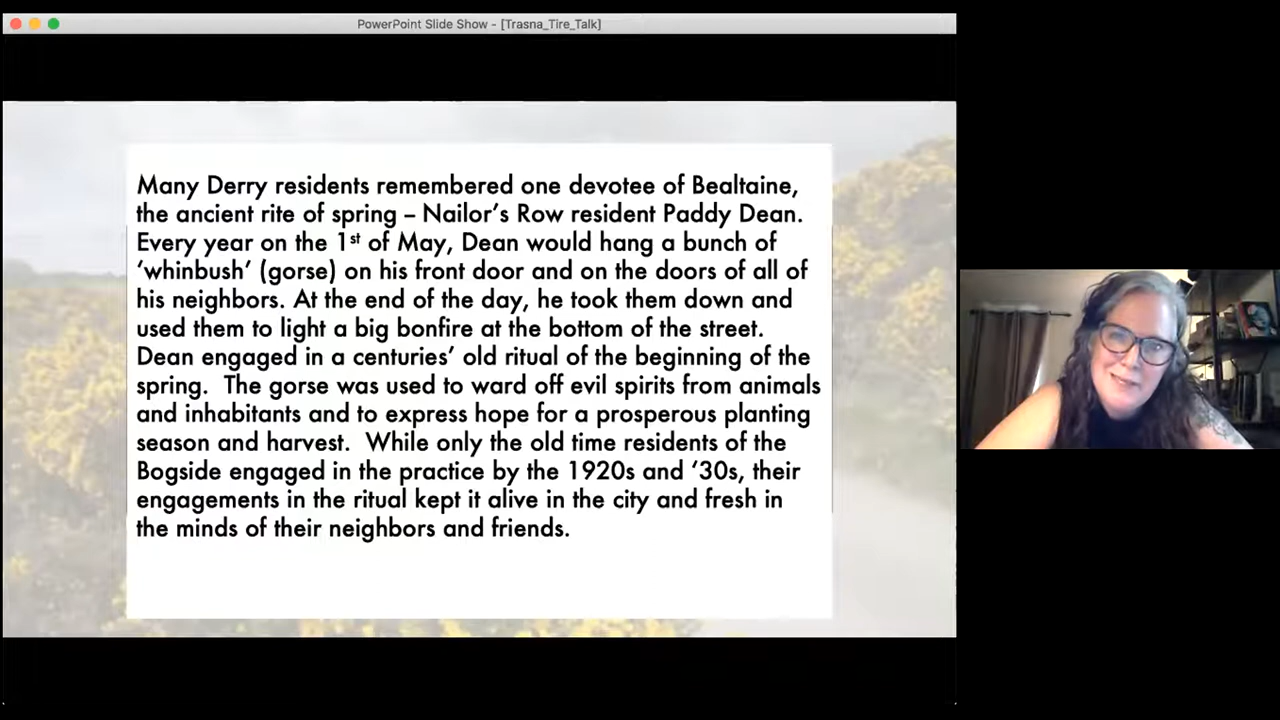 PowerPoint Slide Show - [Trasna_Tire_Talk]
Many Derry residents remembered one devotee of Bealtaine,
the ancient rite of spring – Nailor's Row resident Paddy Dean.
Every year on the 1st of May, Dean would hang a bunch of
'whinbush' (gorse) on his front door and on the doors of all of
his neighbors. At the end of the day, he took them down and
used them to light a big bonfire at the bottom of the street.
Dean engaged in a centuries' old ritual of the beginning of the
spring. The gorse was used to ward off evil spirits from animals
and inhabitants and to express hope for a prosperous planting
season and harvest. While only the old time residents of the
Bogside engaged in the practice by the 1920s and '30s, their
engagements in the ritual kept it alive in the city and fresh in
the minds of their neighbors and friends.